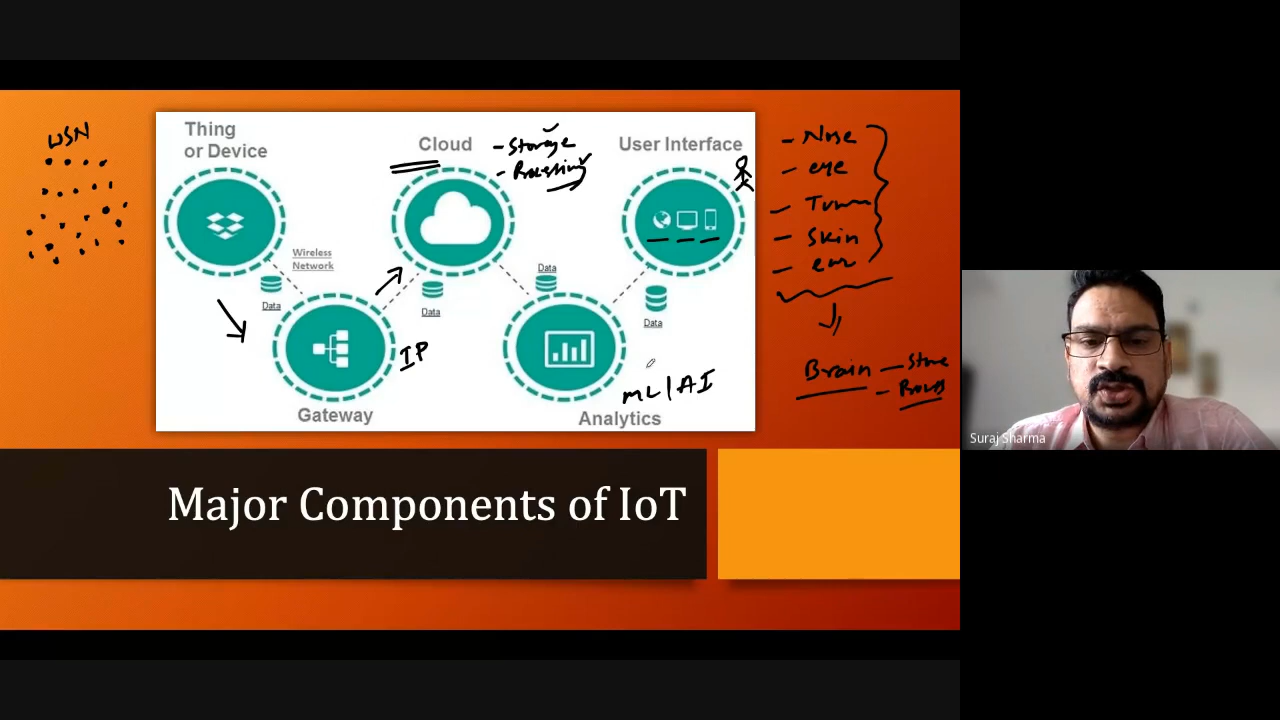 WSN
Thing
or Device
Cloud
- Storage
- Processing
User Interface
- Nose
- eye
- Skin
- ear
Wireless
Network
Data
Data
Data
Data
IP
Gateway
ML/AI
Analytics
Brain - Store
- Process
Suraj Sharma
Major Components of IoT